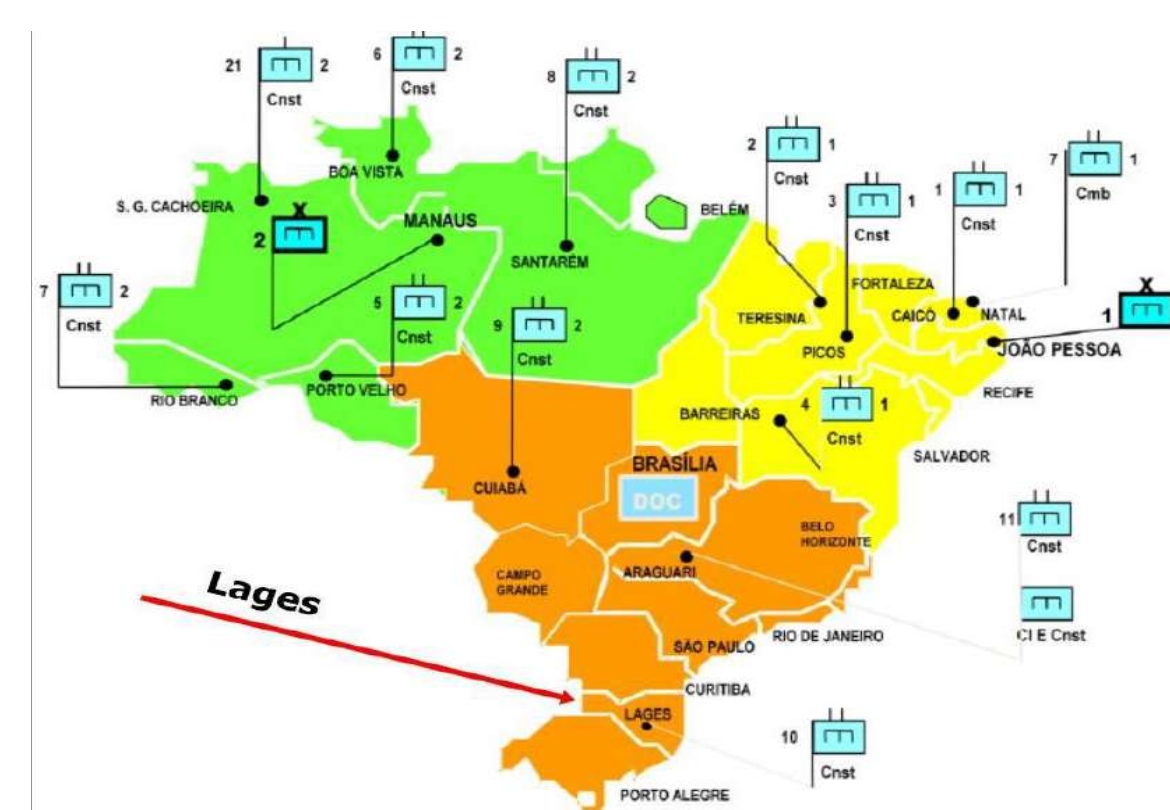 21 2
Cnst
6 2
Cnst
8 2
Cnst
2 1
Cnst
3 1
Cnst
1 1
Cnst
7 1
Cmb
BOA VISTA
S. G. CACHOEIRA
X
2
MANAUS
BELÉM
SANTARÉM
7 2
Cnst
5 2
Cnst
9 2
Cnst
RIO BRANCO
PORTO VELHO
FORTALEZA
TERESINA
CAICÓ
NATAL
X
1
PICOS
JOÃO PESSOA
RECIFE
BARREIRAS
4 1
Cnst
SALVADOR
BRASÍLIA
DOC
CUIABÁ
BELO
HORIZONTE
11
Cnst
CI E Cnst
ARAGUARI
CAMPO
GRANDE
Lages
RIO DE JANEIRO
SÃO PAULO
CURITIBA
LAGES
10
Cnst
PORTO ALEGRE